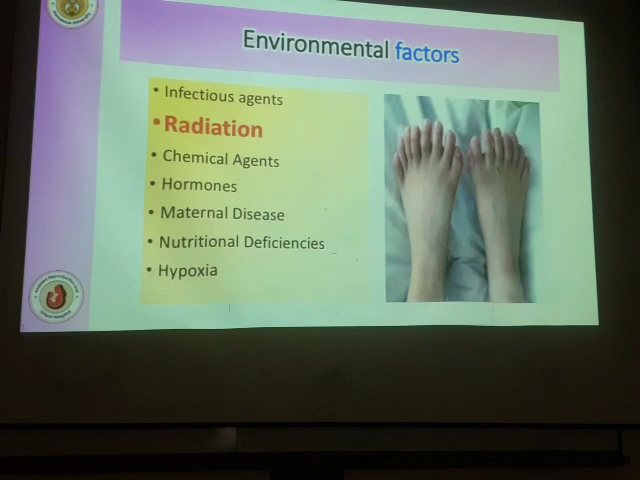 Environmental factors
• Infectious agents
• Radiation
• Chemical Agents
• Hormones
• Maternal Disease
• Nutritional Deficiencies
• Hypoxia